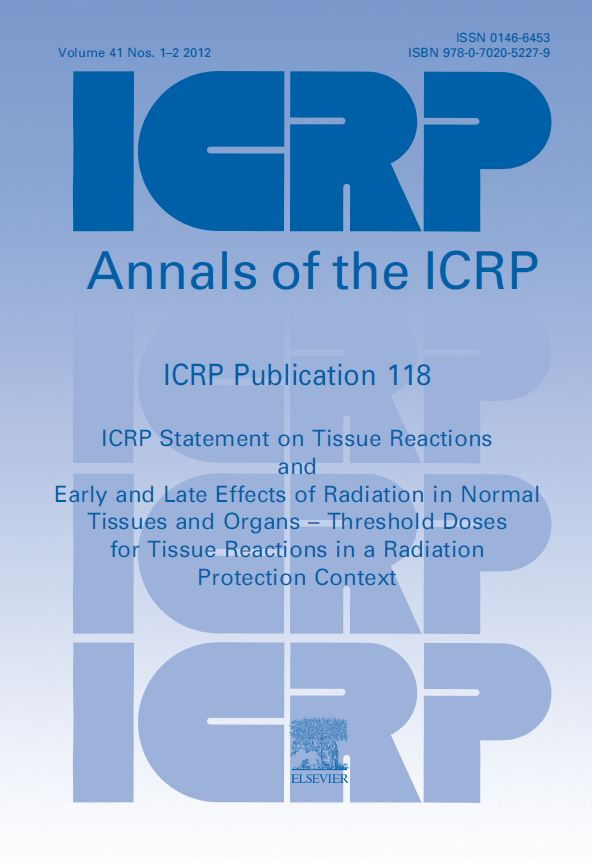 ISSN 0146-6453
Volume 41 Nos. 1–2 2012
ISBN 978-0-7020-5227-9
ICRP
Annals of the ICRP
ICRP
ICRP Publication 118
ICRP Statement on Tissue Reactions
and
Early and Late Effects of Radiation in Normal
Tissues and Organs – Threshold Doses
for Tissue Reactions in a Radiation
Protection Context
ICRP
ICRP
ELSEVIER